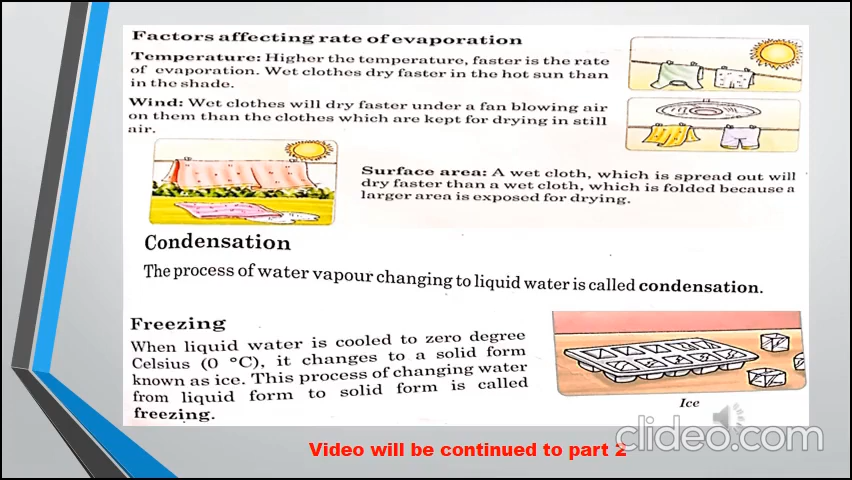 Factors affecting rate of evaporation
Temperature: Higher the temperature, faster is the rate
of evaporation. Wet clothes dry faster in the hot sun than
in the shade.
Wind: Wet clothes will dry faster under a fan blowing air
on them than the clothes which are kept for drying in still
air.
Surface area: A wet cloth, which is spread out will
dry faster than a wet cloth, which is folded because a
larger area is exposed for drying.
Condensation
The process of water vapour changing to liquid water is called condensation.
Freezing
When liquid water is cooled to zero degree
Celsius (0 °C), it changes to a solid form
known as ice. This process of changing water
from liquid form to solid form is called
freezing.
Ice
Video will be continued to part 2
clideo.com